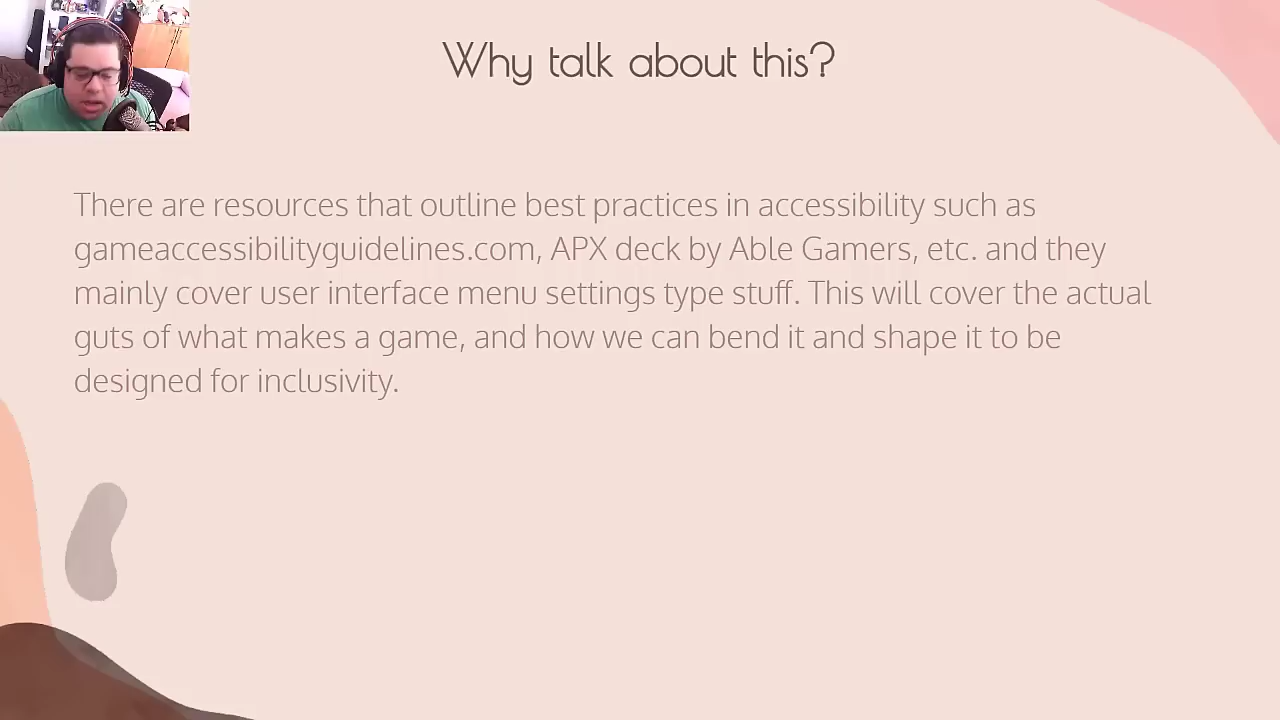 Why talk about this?
There are resources that outline best practices in accessibility such as
gameaccessibilityguidelines.com, APX deck by Able Gamers, etc. and they
mainly cover user interface menu settings type stuff. This will cover the actual
guts of what makes a game, and how we can bend it and shape it to be
designed for inclusivity.